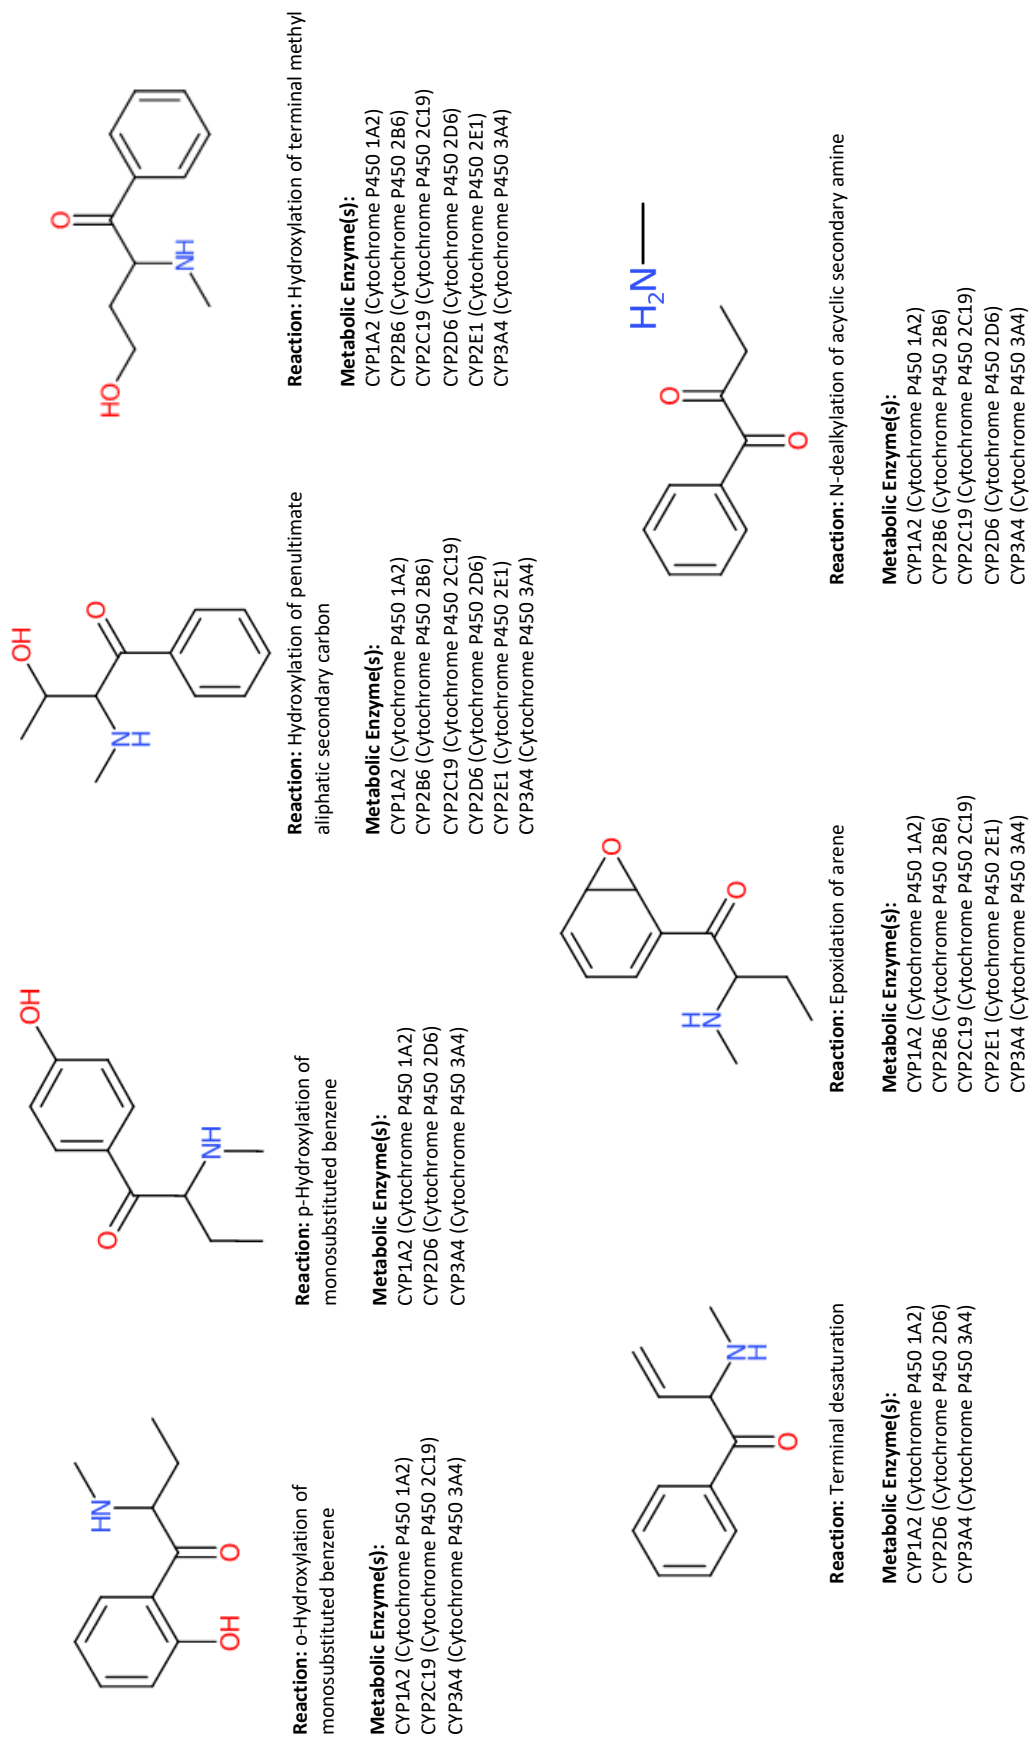 HN
OH
O
Reaction: o-Hydroxylation of
monosubstituted benzene
Metabolic Enzyme(s):
CYP1A2 (Cytochrome P450 1A2)
CYP2C19 (Cytochrome P450 2C19)
CYP3A4 (Cytochrome P450 3A4)
OH
O
NH
Reaction: p-Hydroxylation of
monosubstituted benzene
Metabolic Enzyme(s):
CYP1A2 (Cytochrome P450 1A2)
CYP2D6 (Cytochrome P450 2D6)
CYP3A4 (Cytochrome P450 3A4)
OH
O
N
H
Reaction: Hydroxylation of penultimate
aliphatic secondary carbon
Metabolic Enzyme(s):
CYP1A2 (Cytochrome P450 1A2)
CYP2B6 (Cytochrome P450 2B6)
CYP2C19 (Cytochrome P450 2C19)
CYP2D6 (Cytochrome P450 2D6)
CYP2E1 (Cytochrome P450 2E1)
CYP3A4 (Cytochrome P450 3A4)
O
HO
NH
Reaction: Hydroxylation of terminal methyl
Metabolic Enzyme(s):
CYP1A2 (Cytochrome P450 1A2)
CYP2B6 (Cytochrome P450 2B6)
CYP2C19 (Cytochrome P450 2C19)
CYP2D6 (Cytochrome P450 2D6)
CYP2E1 (Cytochrome P450 2E1)
CYP3A4 (Cytochrome P450 3A4)
N
H
O
Reaction: Terminal desaturation
Metabolic Enzyme(s):
CYP1A2 (Cytochrome P450 1A2)
CYP2D6 (Cytochrome P450 2D6)
CYP3A4 (Cytochrome P450 3A4)
O
H
N
O
Reaction: Epoxidation of arene
Metabolic Enzyme(s):
CYP1A2 (Cytochrome P450 1A2)
CYP2B6 (Cytochrome P450 2B6)
CYP2C19 (Cytochrome P450 2C19)
CYP2E1 (Cytochrome P450 2E1)
CYP3A4 (Cytochrome P450 3A4)
H₂N
O
O
Reaction: N-dealkylation of acyclic secondary amine
Metabolic Enzyme(s):
CYP1A2 (Cytochrome P450 1A2)
CYP2B6 (Cytochrome P450 2B6)
CYP2C19 (Cytochrome P450 2C19)
CYP2D6 (Cytochrome P450 2D6)
CYP3A4 (Cytochrome P450 3A4)